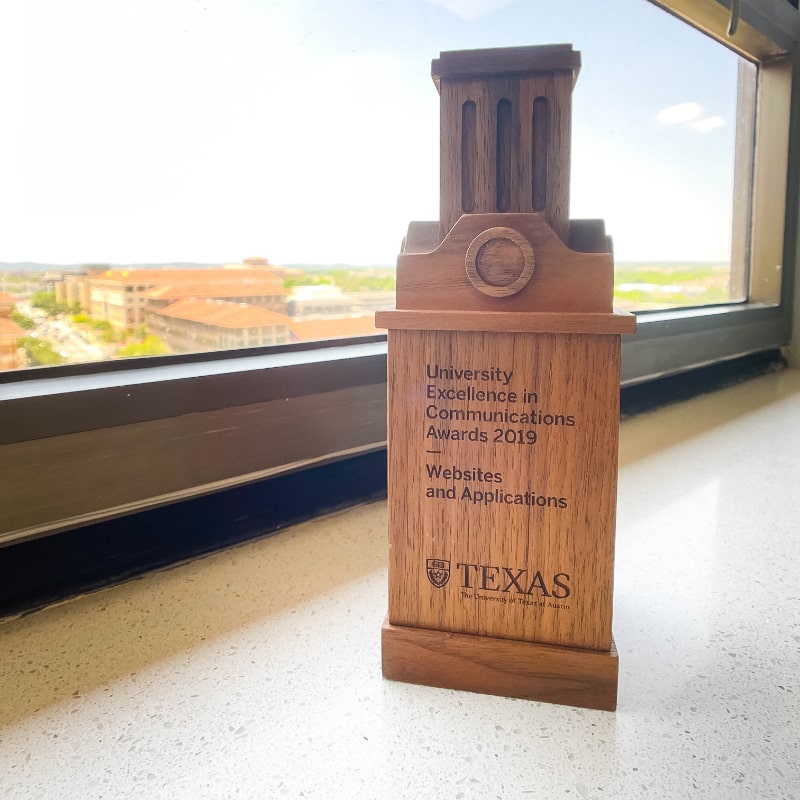 University
Excellence in
Communications
Awards 2019
—
Websites
and Applications
TEXAS
The University of Texas at Austin